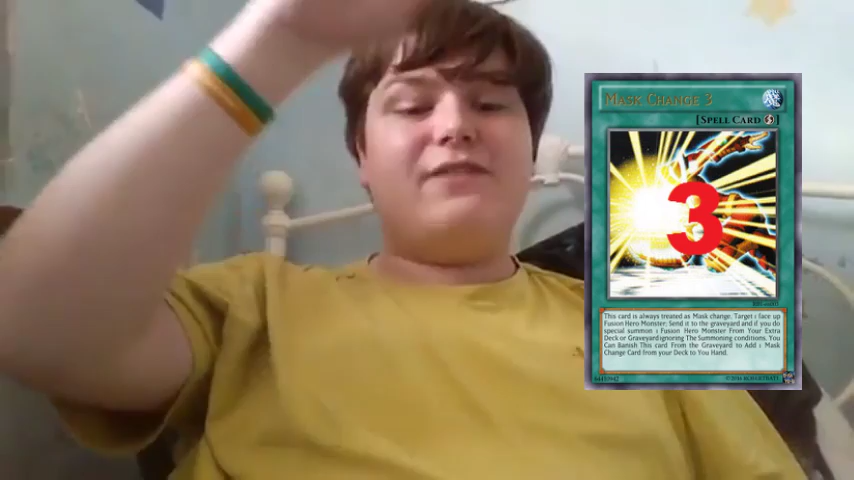 Mask Change 3
[Spell Card
3
This card is always treated as Mask change. Target 1 face up
Fusion Hero Monster; Send it to the graveyard and if you do
special summon 1 Fusion Hero Monster From Your Extra
Deck or Graveyard ignoring The Summoning conditions. You
Can Banish This card From the Graveyard to Add 1 Mask
Change Card from your Deck to You Hand.